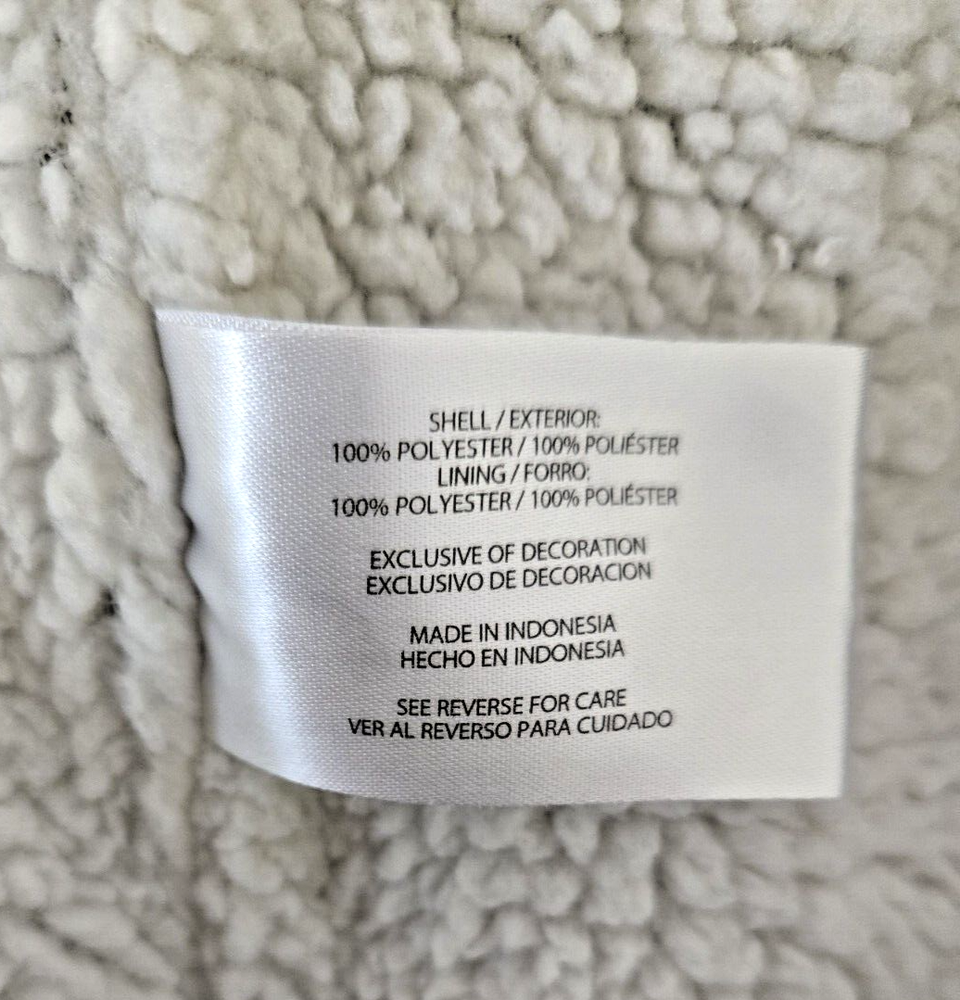 SHELL / EXTERIOR:
100% POLYESTER / 100% POLIÉSTER
LINING / FORRO:
100% POLYESTER / 100% POLIÉSTER
EXCLUSIVE OF DECORATION
EXCLUSIVO DE DECORACION
MADE IN INDONESIA
HECHO EN INDONESIA
SEE REVERSE FOR CARE
VER AL REVERSO PARA CUIDADO